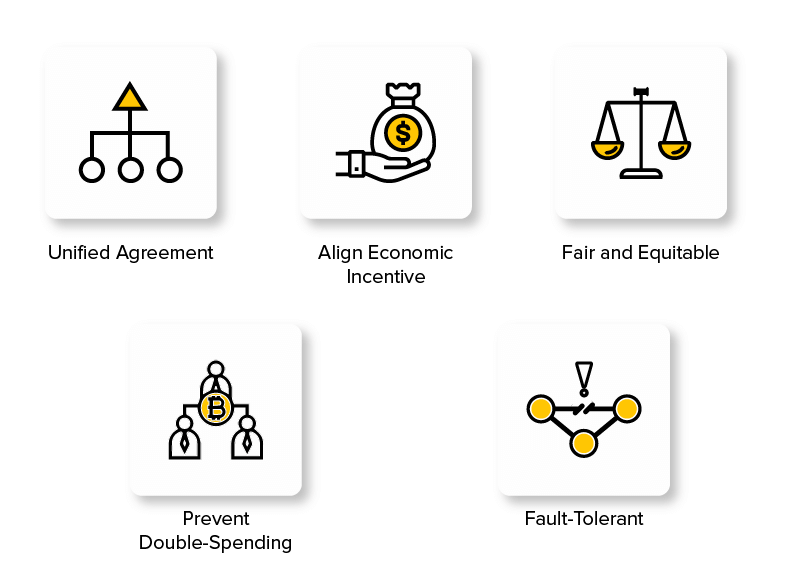 $
Unified Agreement
Align Economic
Incentive
Fair and Equitable
Prevent
Double-Spending
Fault-Tolerant